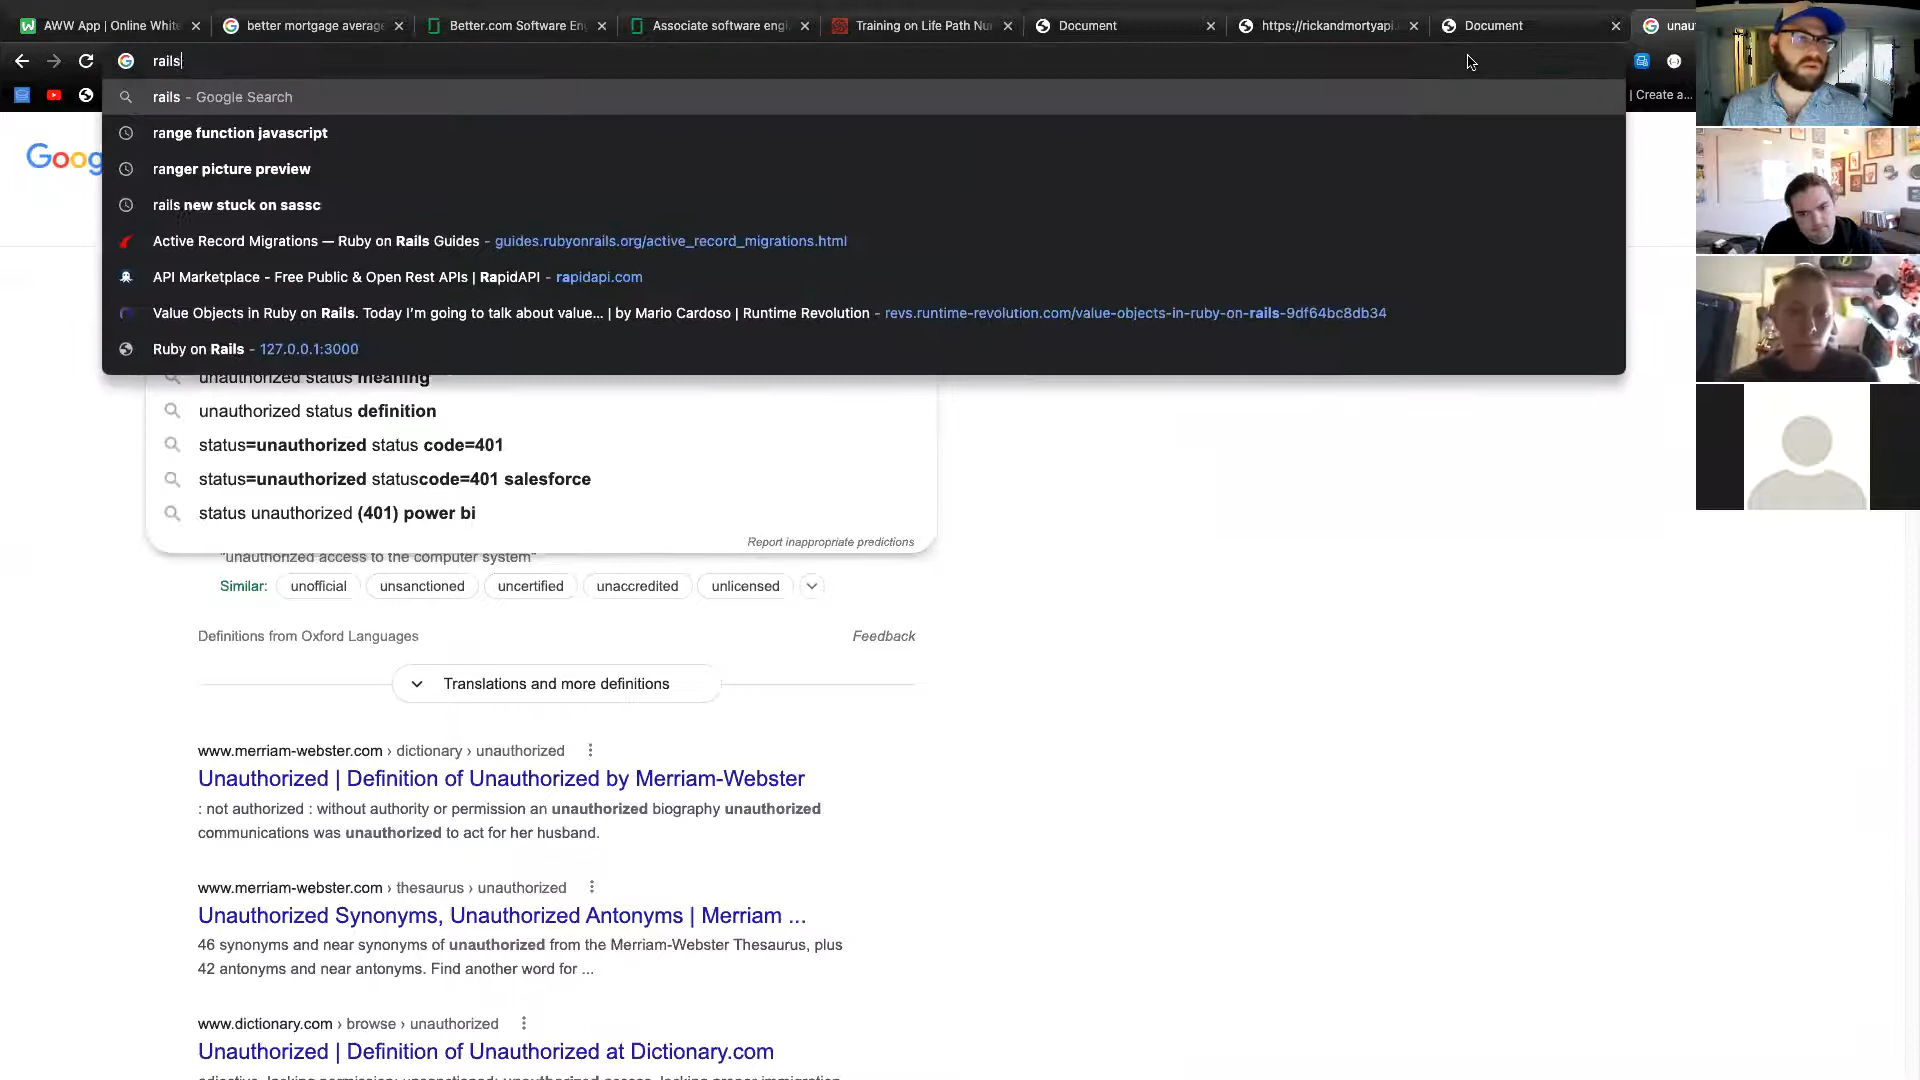 AWW App | Online White
better mortgage average
Better.com Software En
Associate software engi
Training on Life Path Nu
Document
https://rickandmortyapi.
Document
unau
rails
rails - Google Search
range function javascript
ranger picture preview
rails new stuck on sassc
Active Record Migrations — Ruby on Rails Guides - guides.rubyonrails.org/active_record_migrations.html
API Marketplace - Free Public & Open Rest APIs | RapidAPI - rapidapi.com
Value Objects in Ruby on Rails. Today I'm going to talk about value... | by Mario Cardoso | Runtime Revolution - revs.runtime-revolution.com/value-objects-in-ruby-on-rails-9df64bc8db34
Ruby on Rails - 127.0.0.1:3000
| Create a...
Goog
unauthorized status meaning
unauthorized status definition
status=unauthorized status code=401
status=unauthorized statuscode=401 salesforce
status unauthorized (401) power bi
Report inappropriate predictions
"unauthorized access to the computer system"
Similar: unofficial unsanctioned uncertified unaccredited unlicensed
Definitions from Oxford Languages
Feedback
Translations and more definitions
www.merriam-webster.com › dictionary › unauthorized
Unauthorized | Definition of Unauthorized by Merriam-Webster
: not authorized : without authority or permission an unauthorized biography unauthorized
communications was unauthorized to act for her husband.
www.merriam-webster.com › thesaurus › unauthorized
Unauthorized Synonyms, Unauthorized Antonyms | Merriam ...
46 synonyms and near synonyms of unauthorized from the Merriam-Webster Thesaurus, plus
42 antonyms and near antonyms. Find another word for ...
www.dictionary.com › browse › unauthorized
Unauthorized | Definition of Unauthorized at Dictionary.com